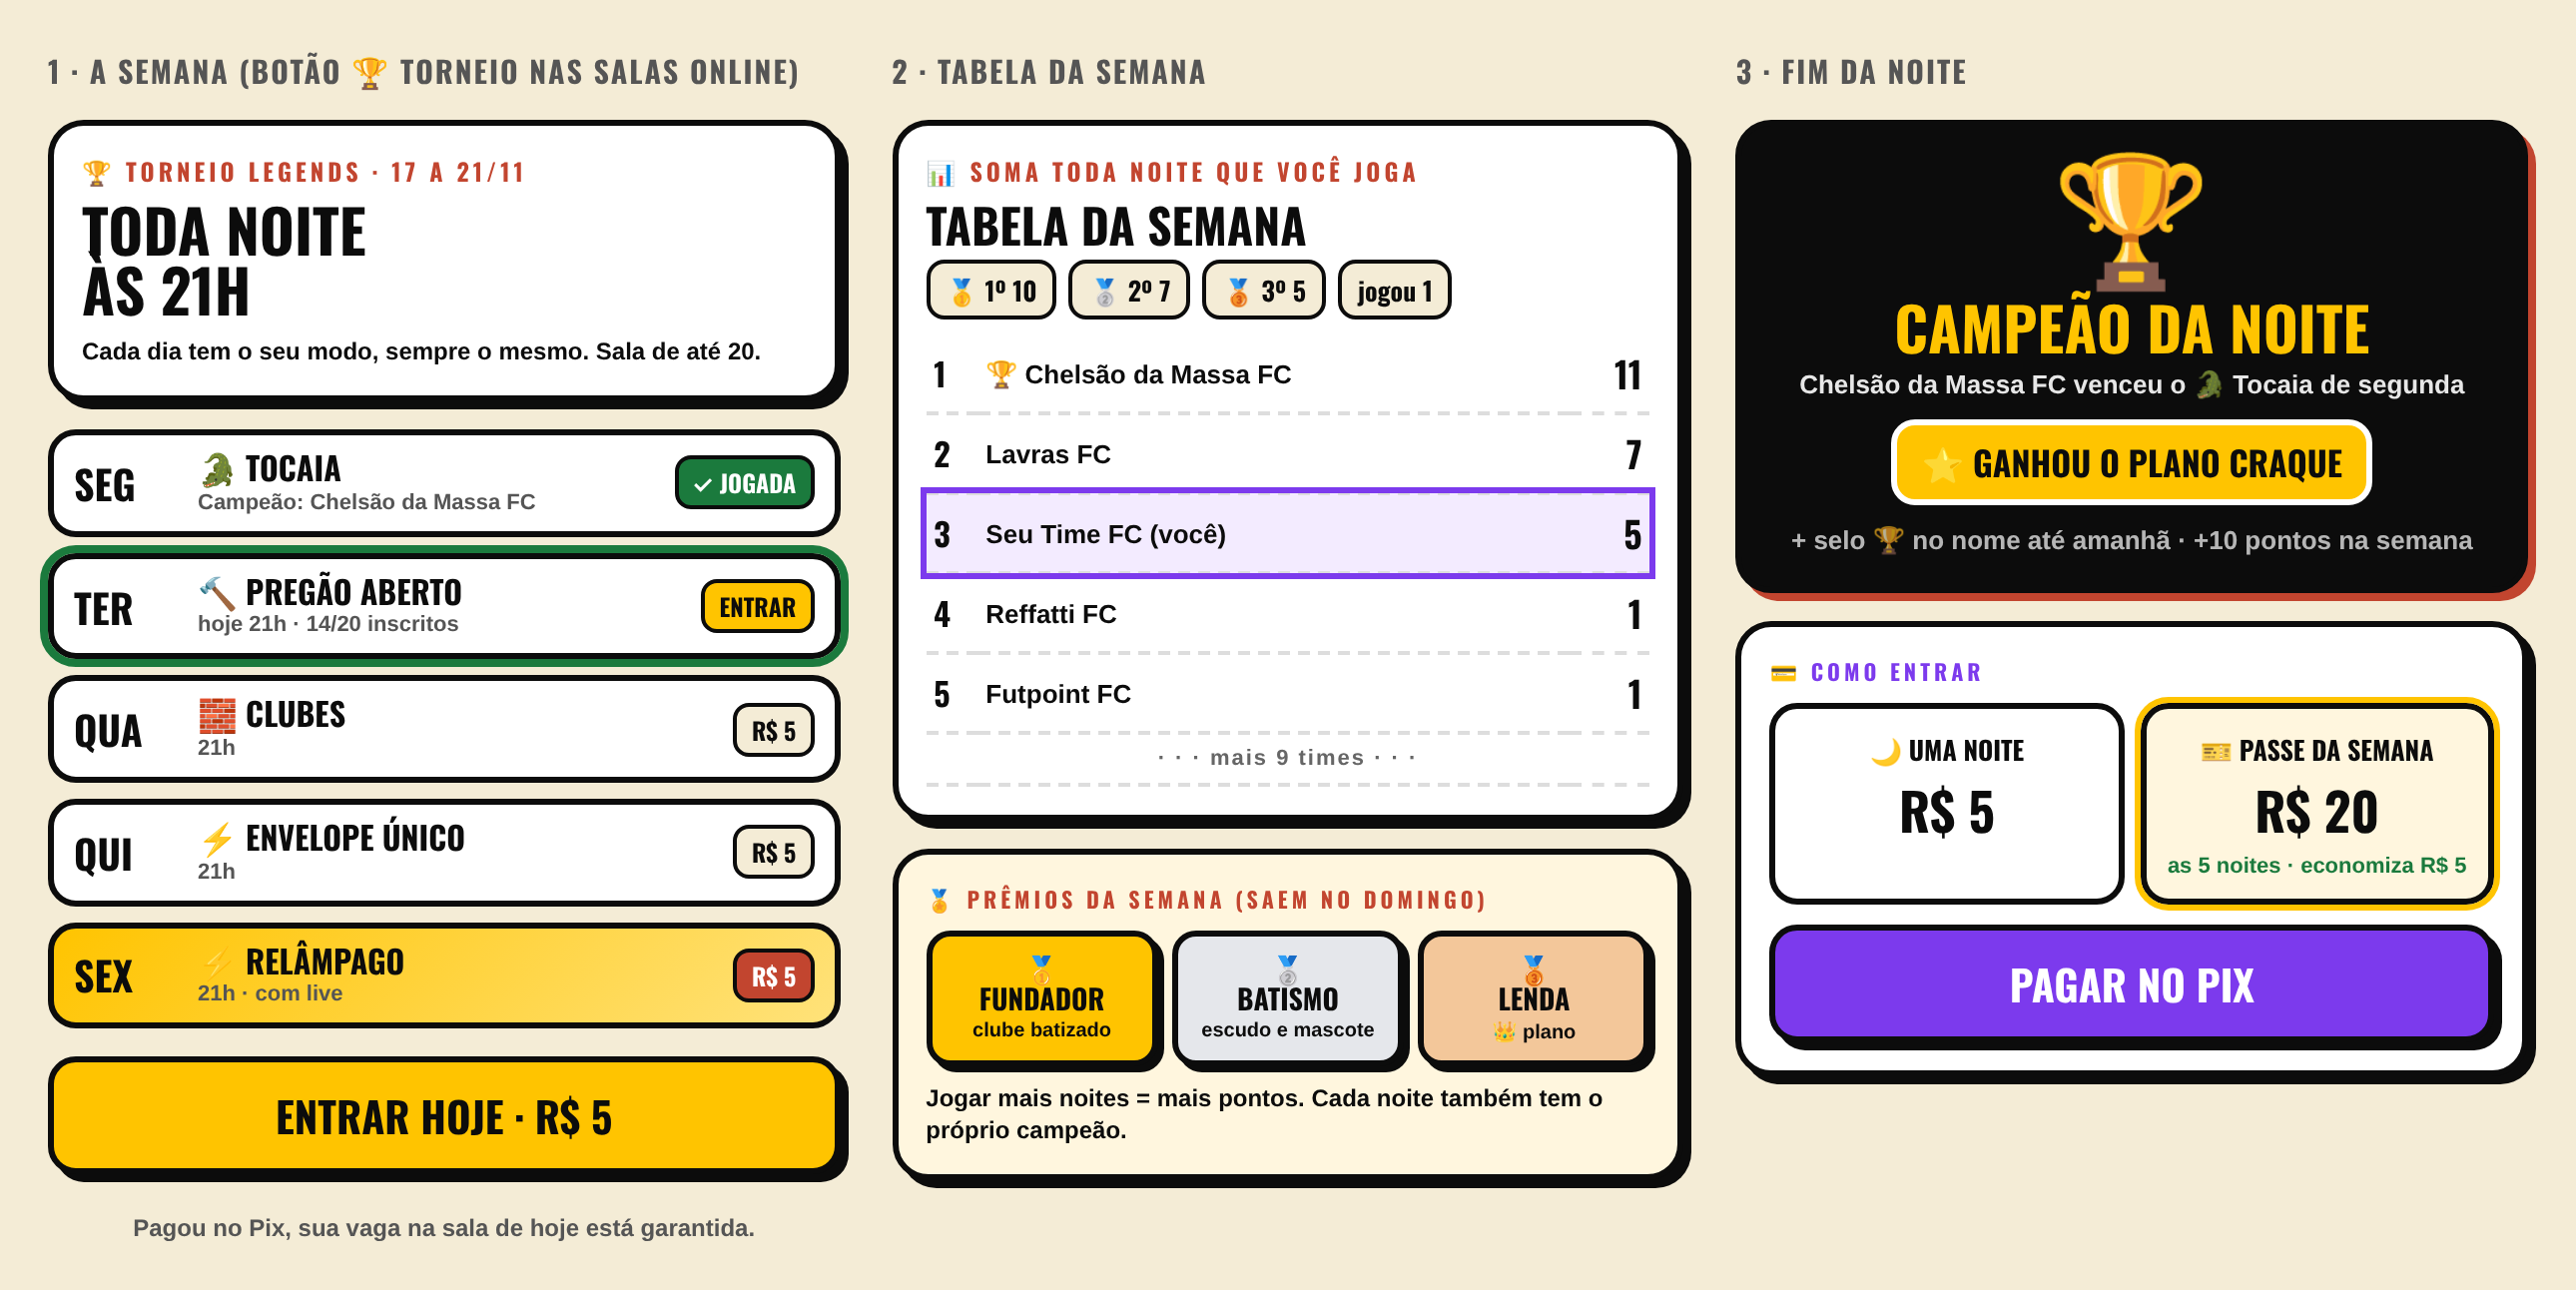 1 · A SEMANA (BOTÃO 🏆 TORNEIO NAS SALAS ONLINE)
🏆 TORNEIO LEGENDS · 17 A 21/11
TODA NOITE
ÀS 21H
Cada dia tem o seu modo, sempre o mesmo. Sala de até 20.
SEG
🐊 TOCAIA
Campeão: Chelsão da Massa FC
✓ JOGADA
TER
🔨 PREGÃO ABERTO
hoje 21h · 14/20 inscritos
ENTRAR
QUA
🧱 CLUBES
21h
R$ 5
QUI
⚡ ENVELOPE ÚNICO
21h
R$ 5
SEX
⚡ RELÂMPAGO
21h · com live
R$ 5
ENTRAR HOJE · R$ 5
Pagou no Pix, sua vaga na sala de hoje está garantida.
2 · TABELA DA SEMANA
📊 SOMA TODA NOITE QUE VOCÊ JOGA
TABELA DA SEMANA
🥇 1º 10
🥈 2º 7
🥉 3º 5
jogou 1
1 🏆 Chelsão da Massa FC 11
2 Lavras FC 7
3 Seu Time FC (você) 5
4 Reffatti FC 1
5 Futpoint FC 1
· · · mais 9 times · · ·
🏅 PRÊMIOS DA SEMANA (SAEM NO DOMINGO)
🥇
FUNDADOR
clube batizado
🥈
BATISMO
escudo e mascote
🥉
LENDA
👑 plano
Jogar mais noites = mais pontos. Cada noite também tem o
próprio campeão.
3 · FIM DA NOITE
🏆
CAMPEÃO DA NOITE
Chelsão da Massa FC venceu o 🐊 Tocaia de segunda
⭐ GANHOU O PLANO CRAQUE
+ selo 🏆 no nome até amanhã · +10 pontos na semana
💳 COMO ENTRAR
🌙 UMA NOITE
R$ 5
🎫 PASSE DA SEMANA
R$ 20
as 5 noites · economiza R$ 5
PAGAR NO PIX